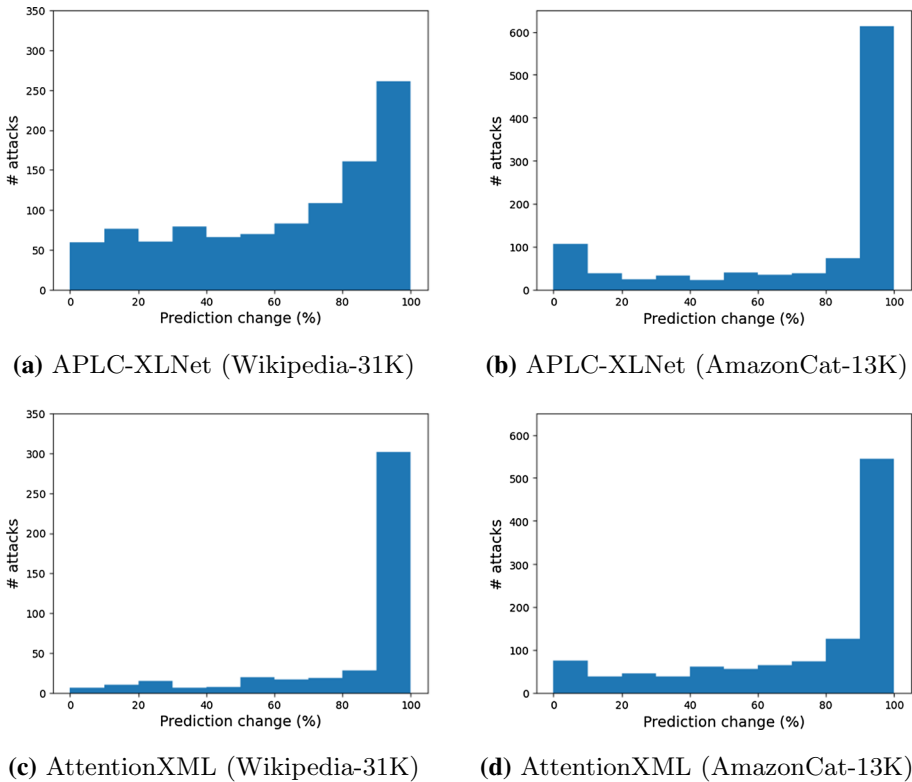 350
300
250
200
150
100
50
0
# attacks
0 20 40 60 80 100
Prediction change (%)
(a) APLC-XLNet (Wikipedia-31K)
600
500
400
300
200
100
0
# attacks
0 20 40 60 80 100
Prediction change (%)
(b) APLC-XLNet (AmazonCat-13K)
350
300
250
200
150
100
50
0
# attacks
0 20 40 60 80 100
Prediction change (%)
(c) AttentionXML (Wikipedia-31K)
600
500
400
300
200
100
0
# attacks
0 20 40 60 80 100
Prediction change (%)
(d) AttentionXML (AmazonCat-13K)